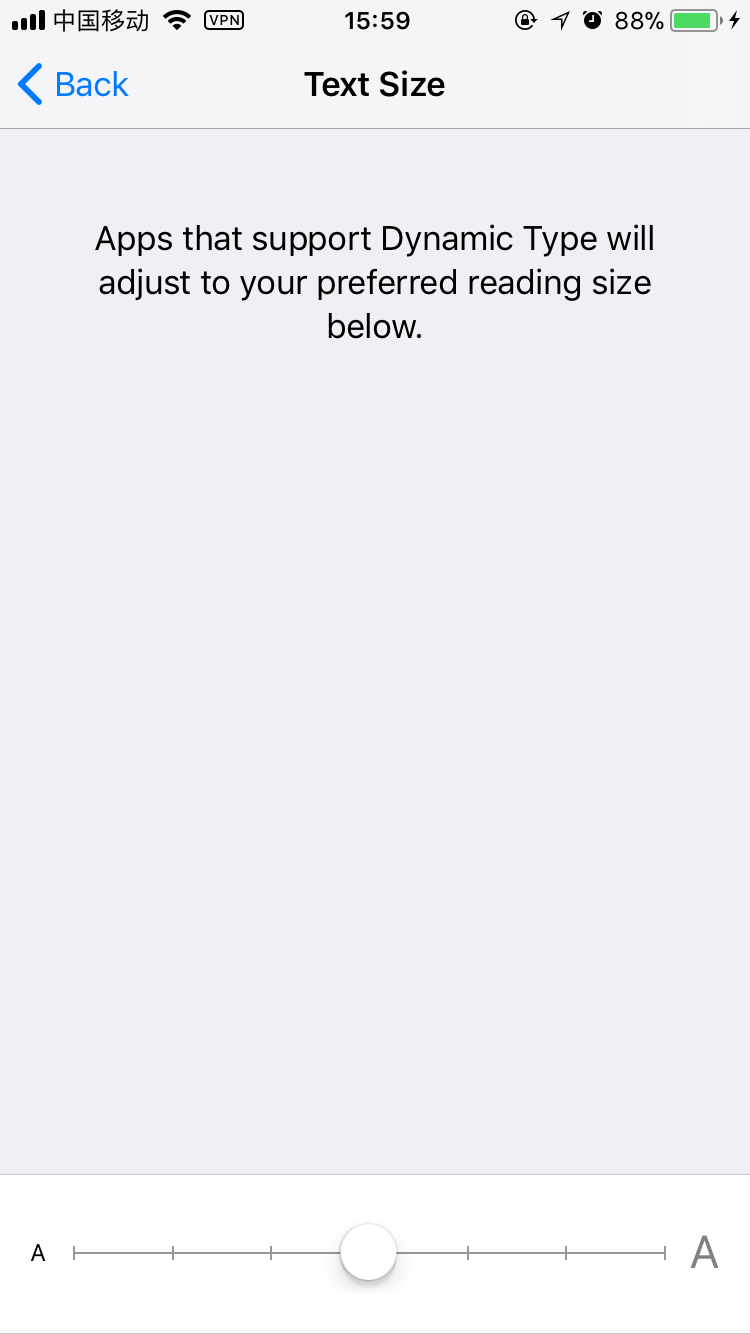 中国移动 VPN 15:59 88%
Back Text Size
Apps that support Dynamic Type will
adjust to your preferred reading size
below.
A A